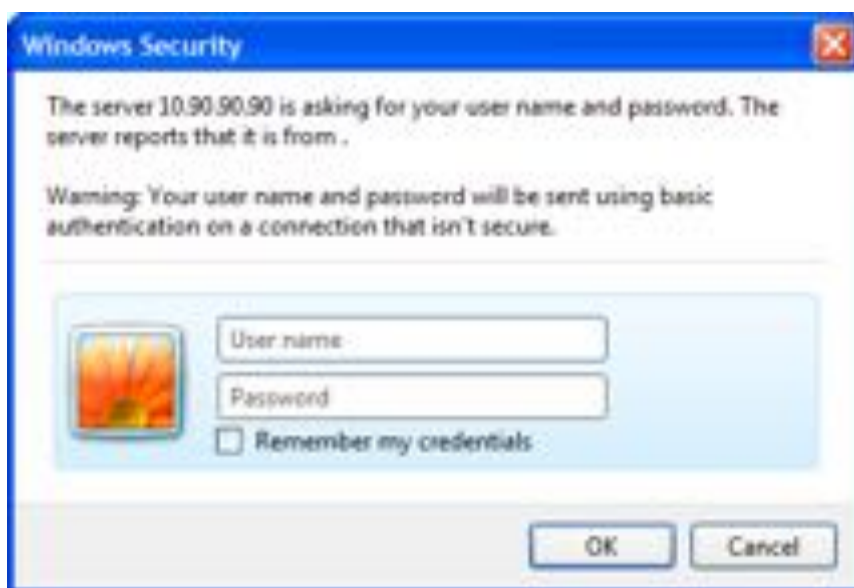 Windows Security
The server 10.90.90.90 is asking for your user name and password. The
server reports that it is from .
Warning: Your user name and password will be sent using basic
authentication on a connection that isn't secure.
User name
Password
Remember my credentials
OK
Cancel